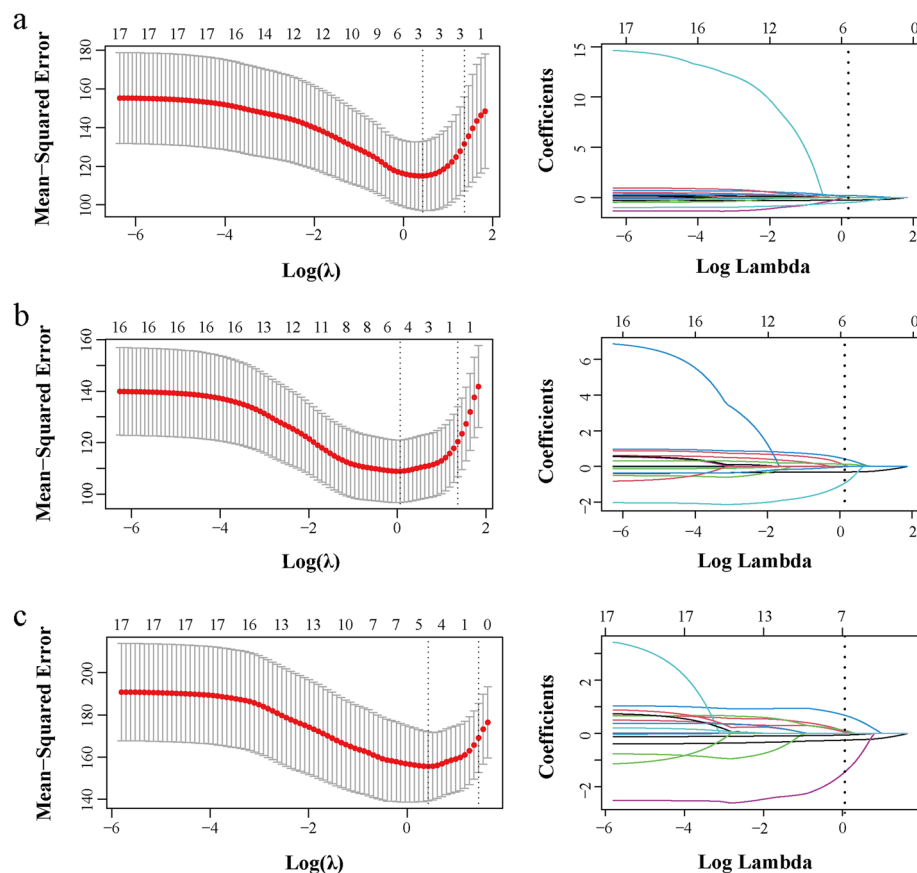 a
17 17 17 17 16 14 12 12 10 9 6 3 3 3 1
Mean-Squared Error
100 120 140 160 180
-6 -4 -2 0 2
Log(λ)
17 17 14 12 6 0
Coefficients
0 5 10 15
-6 -4 -2 0 2
Log Lambda
b
16 16 16 16 16 13 12 11 8 8 6 4 3 1 1
Mean-Squared Error
100 120 140 160
-6 -4 -2 0 2
Log(λ)
16 16 12 6 0
Coefficients
-2 0 2 4 6
-6 -4 -2 0 2
Log Lambda
c
17 17 17 17 16 13 13 10 7 7 5 4 1 0
Mean-Squared Error
140 160 180 200
-6 -4 -2 0
Log(λ)
17 17 13 7
Coefficients
-2 0 2
-6 -4 -2 0
Log Lambda